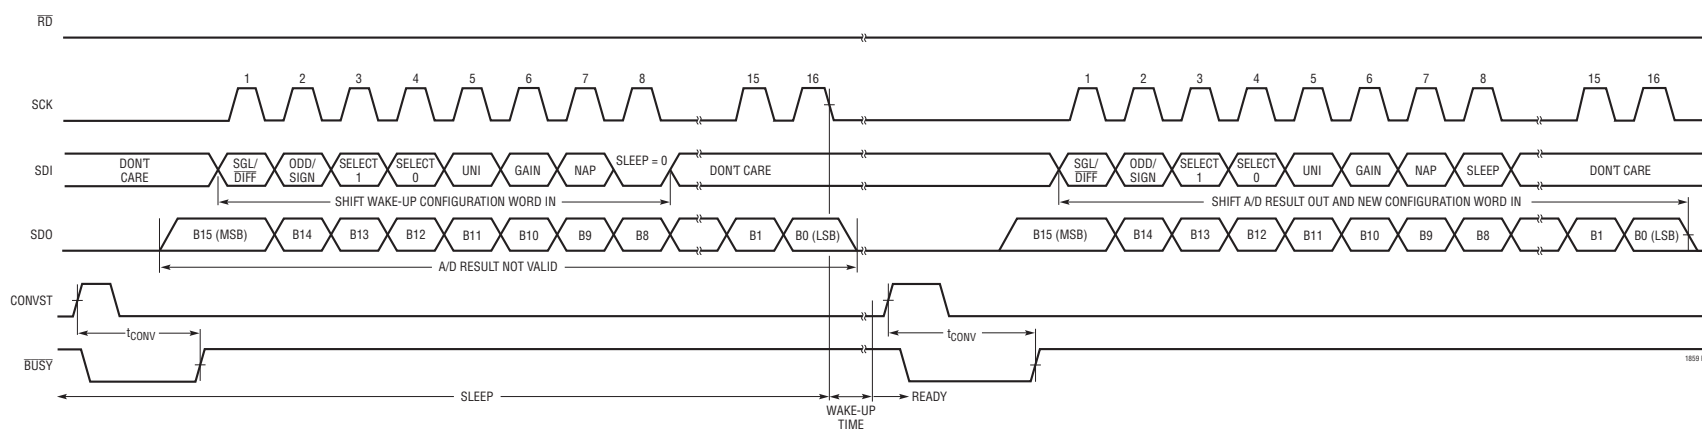 RD
SCK
1 2 3 4 5 6 7 8 15 16
1 2 3 4 5 6 7 8 15 16
SDI
DON'T
CARE
SGL/
DIFF
ODD/
SIGN
SELECT
1
SELECT
0
UNI
GAIN
NAP
SLEEP = 0
DON'T CARE
SGL/
DIFF
ODD/
SIGN
SELECT
1
SELECT
0
UNI
GAIN
NAP
SLEEP
DON'T CARE
SHIFT WAKE-UP CONFIGURATION WORD IN
SHIFT A/D RESULT OUT AND NEW CONFIGURATION WORD IN
SDO
B15 (MSB) B14 B13 B12 B11 B10 B9 B8 B1 B0 (LSB)
B15 (MSB) B14 B13 B12 B11 B10 B9 B8 B1 B0 (LSB)
A/D RESULT NOT VALID
CONVST
tCONV
tCONV
BUSY
1859
SLEEP
WAKE-UP
TIME
READY